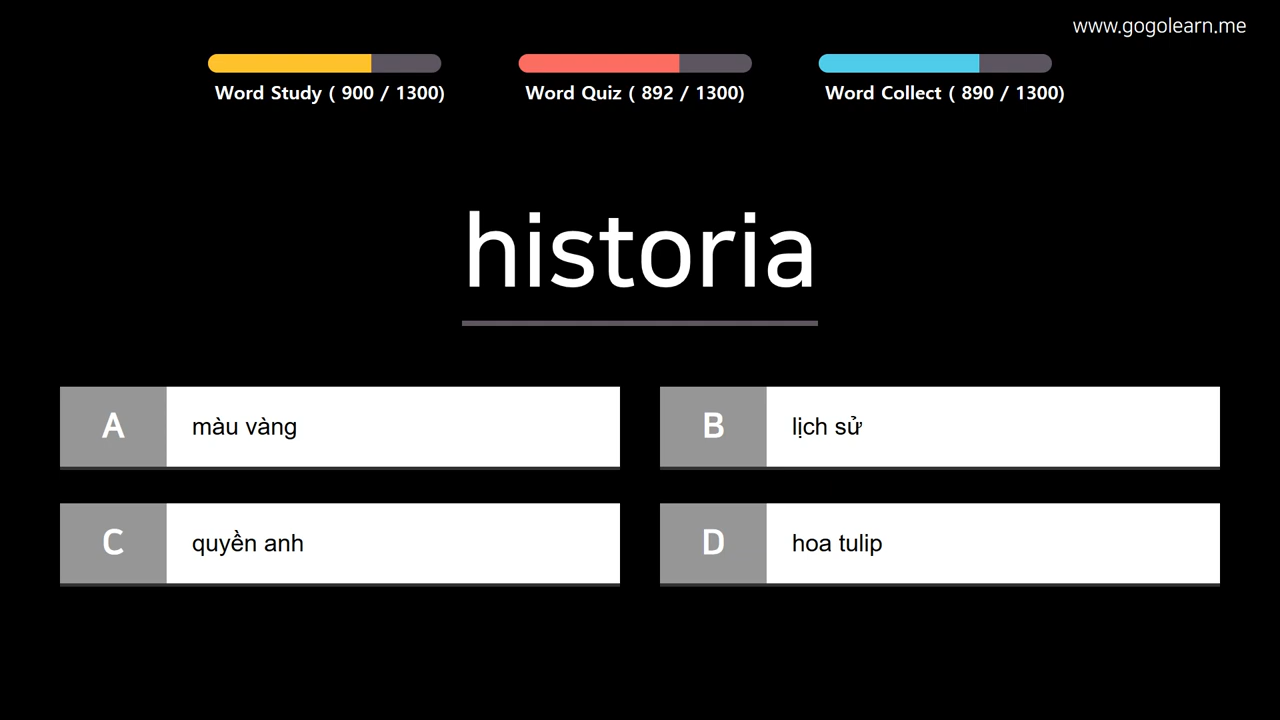 www.gogolearn.me
Word Study ( 900 / 1300)
Word Quiz ( 892 / 1300)
Word Collect ( 890 / 1300)
historia
A
màu vàng
B
lịch sử
C
quyền anh
D
hoa tulip